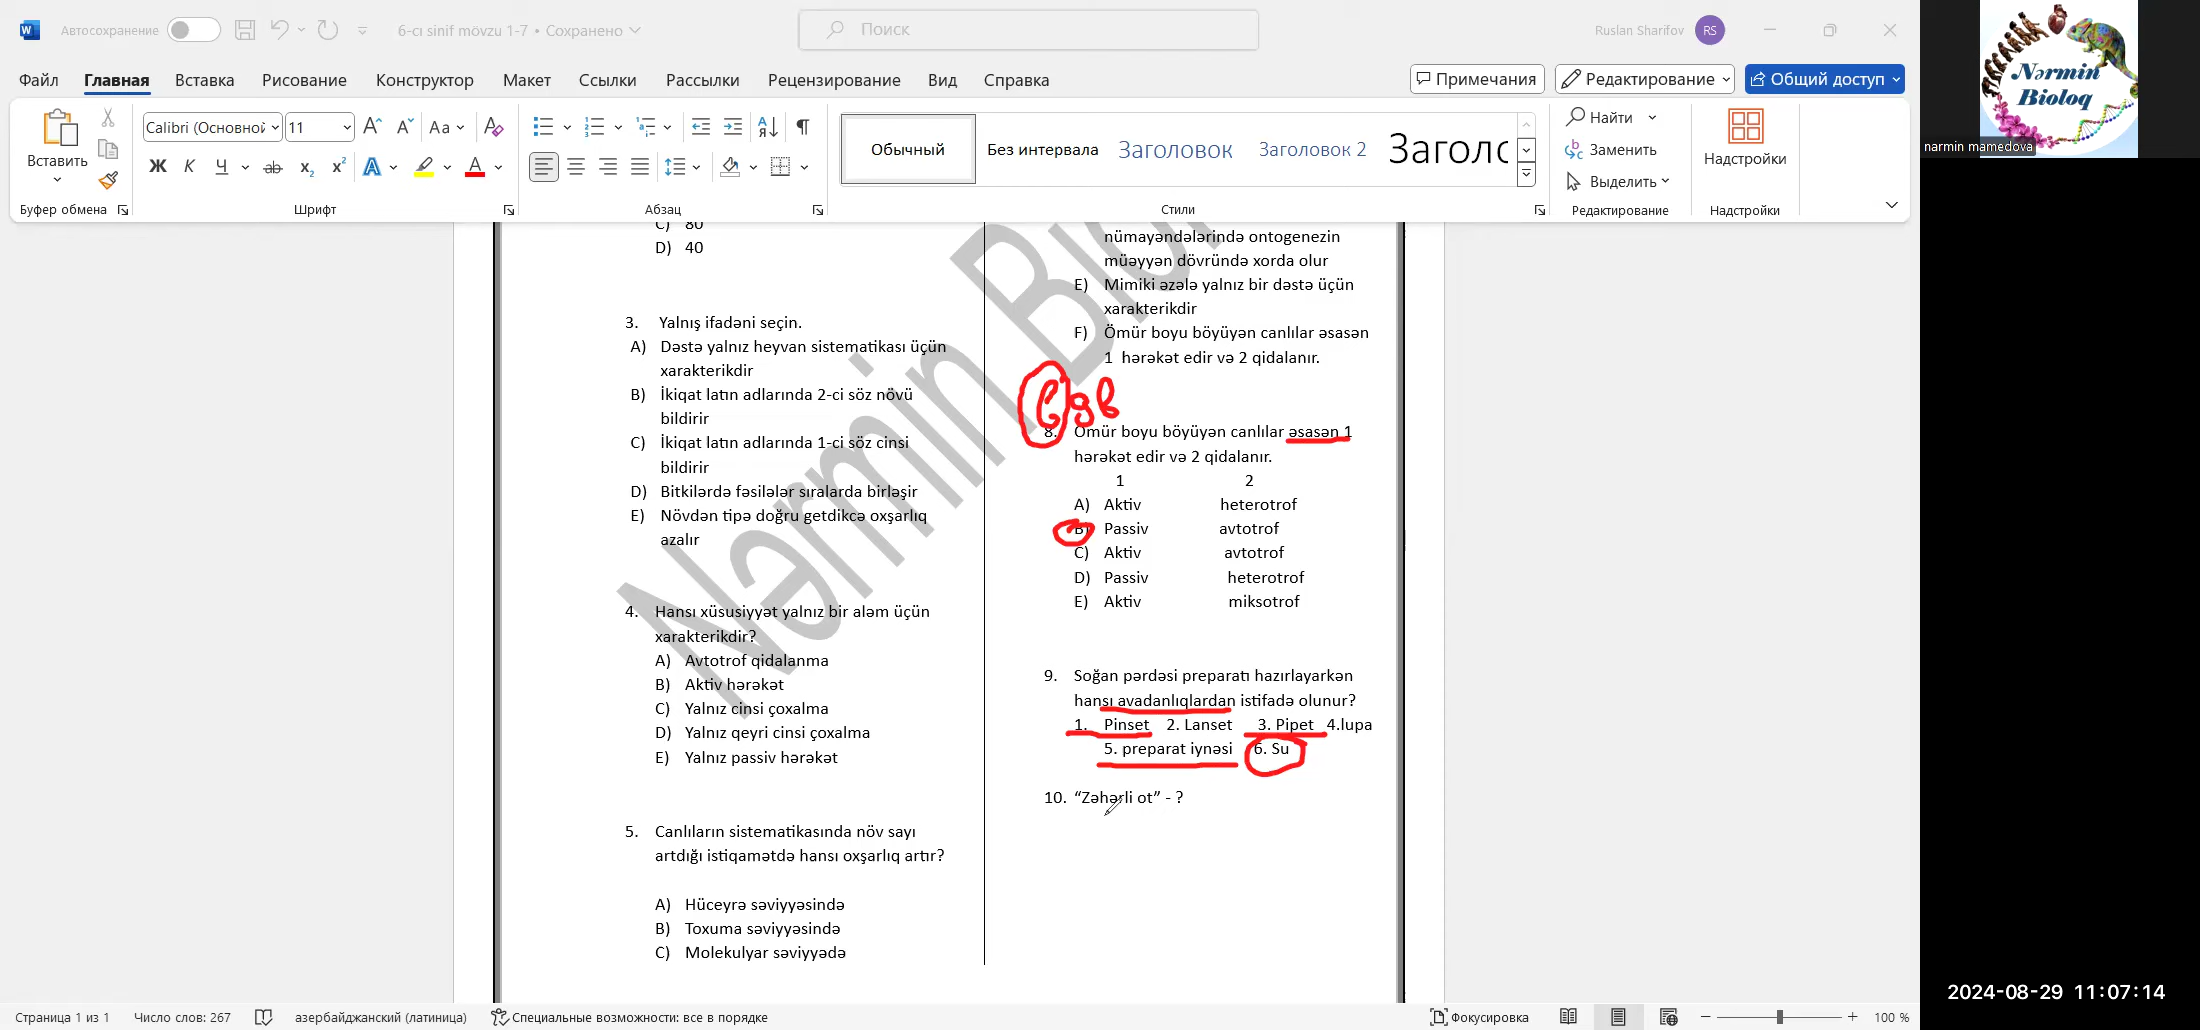 Автосохранение
6-cı sinif mövzu 1-7 • Сохранено
Поиск
Ruslan Sharifov RS
Файл Главная Вставка Рисование Конструктор Макет Ссылки Рассылки Рецензирование Вид Справка
Примечания Редактирование Общий доступ
Вставить
Буфер обмена
Calibri (Основной 11
Шрифт
Абзац
Обычный Без интервала Заголовок Заголовок 2 Заголо
Стили
Найти
Заменить
Выделить
Редактирование
Надстройки
Надстройки
Nərmin
Bioloq
narmin mamedova
C) 80
D) 40
3. Yalnış ifadəni seçin.
A) Dəstə yalnız heyvan sistematikası üçün
xarakterikdir
B) İkiqat latın adlarında 2-ci söz növü
bildirir
C) İkiqat latın adlarında 1-ci söz cinsi
bildirir
D) Bitkilərdə fəsilələr sıralarda birləşir
E) Növdən tipə doğru getdikcə oxşarlıq
azalır
4. Hansı xüsusiyyət yalnız bir aləm üçün
xarakterikdir?
A) Avtotrof qidalanma
B) Aktiv hərəkət
C) Yalnız cinsi çoxalma
D) Yalnız qeyri cinsi çoxalma
E) Yalnız passiv hərəkət
5. Canlıların sistematikasında növ sayı
artdığı istiqamətdə hansı oxşarlıq artır?
A) Hüceyrə səviyyəsində
B) Toxuma səviyyəsində
C) Molekulyar səviyyədə
nümayəndələrində ontogenezin
müəyyən dövründə xorda olur
E) Mimiki əzələ yalnız bir dəstə üçün
xarakterikdir
F) Ömür boyu böyüyən canlılar əsasən
1 hərəkət edir və 2 qidalanır.
8. Ömür boyu böyüyən canlılar əsasən 1
hərəkət edir və 2 qidalanır.
1 2
A) Aktiv heterotrof
B) Passiv avtotrof
C) Aktiv avtotrof
D) Passiv heterotrof
E) Aktiv miksotrof
9. Soğan pərdəsi preparatı hazırlayarkən
hansı avadanlıqlardan istifadə olunur?
1. Pinset 2. Lanset 3. Pipet 4.lupa
5. preparat iynəsi 6. Su
10. “Zəhərli ot” - ?
Nərmin Biol
2024-08-29 11:07:14
Страница 1 из 1 Число слов: 267 азербайджанский (латиница) Специальные возможности: все в порядке Фокусировка 100 %